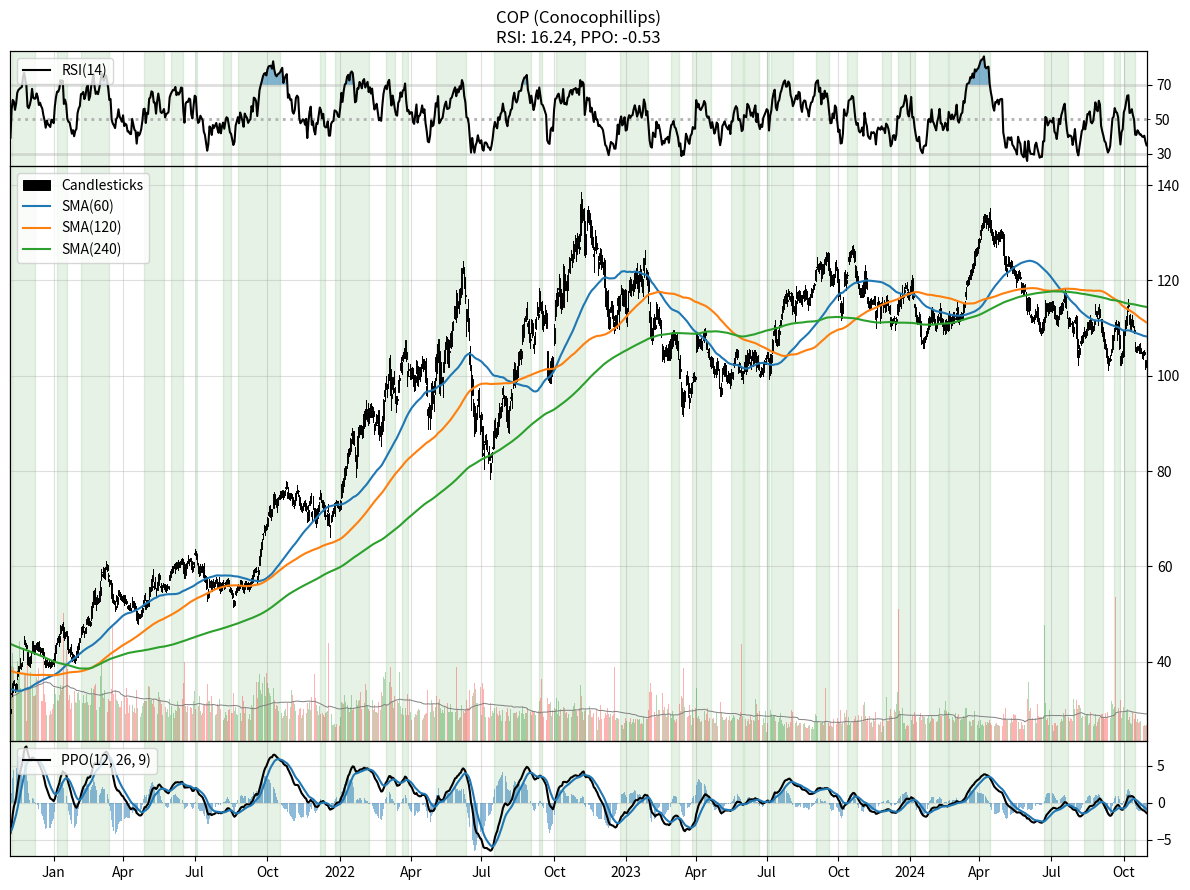 COP (Conocophillips)
RSI: 16.24, PPO: -0.53
RSI(14)
70
50
30
Candlesticks
SMA(60)
SMA(120)
SMA(240)
140
120
100
80
60
40
PPO(12, 26, 9)
5
0
−5
Jan Apr Jul Oct 2022 Apr Jul Oct 2023 Apr Jul Oct 2024 Apr Jul Oct